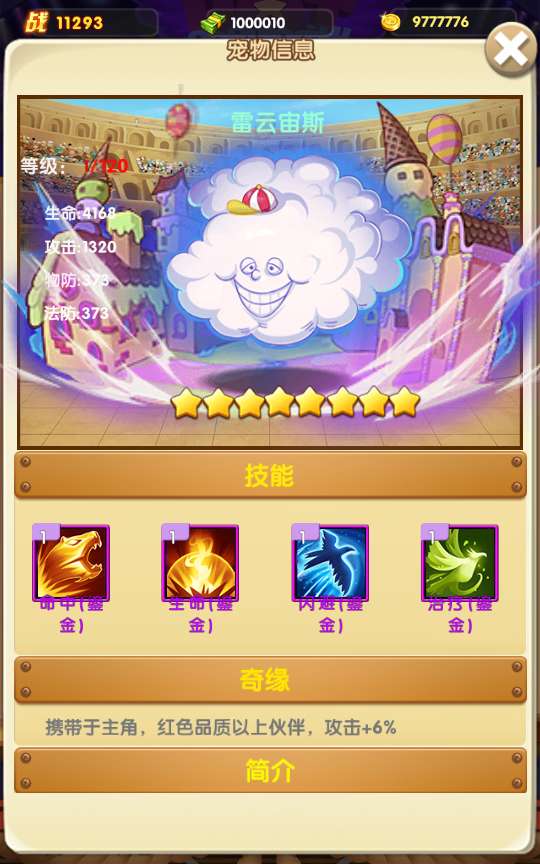 战 11293
1000010
9777776
宠物信息
雷云宙斯
等级: 1/120
生命:4168
攻击:1320
物防:373
法防:373
技能
1
1
1
1
命中(鎏
金)
生命(鎏
金)
闪避(鎏
金)
治疗(鎏
金)
奇缘
携带于主角，红色品质以上伙伴，攻击+6%
简介